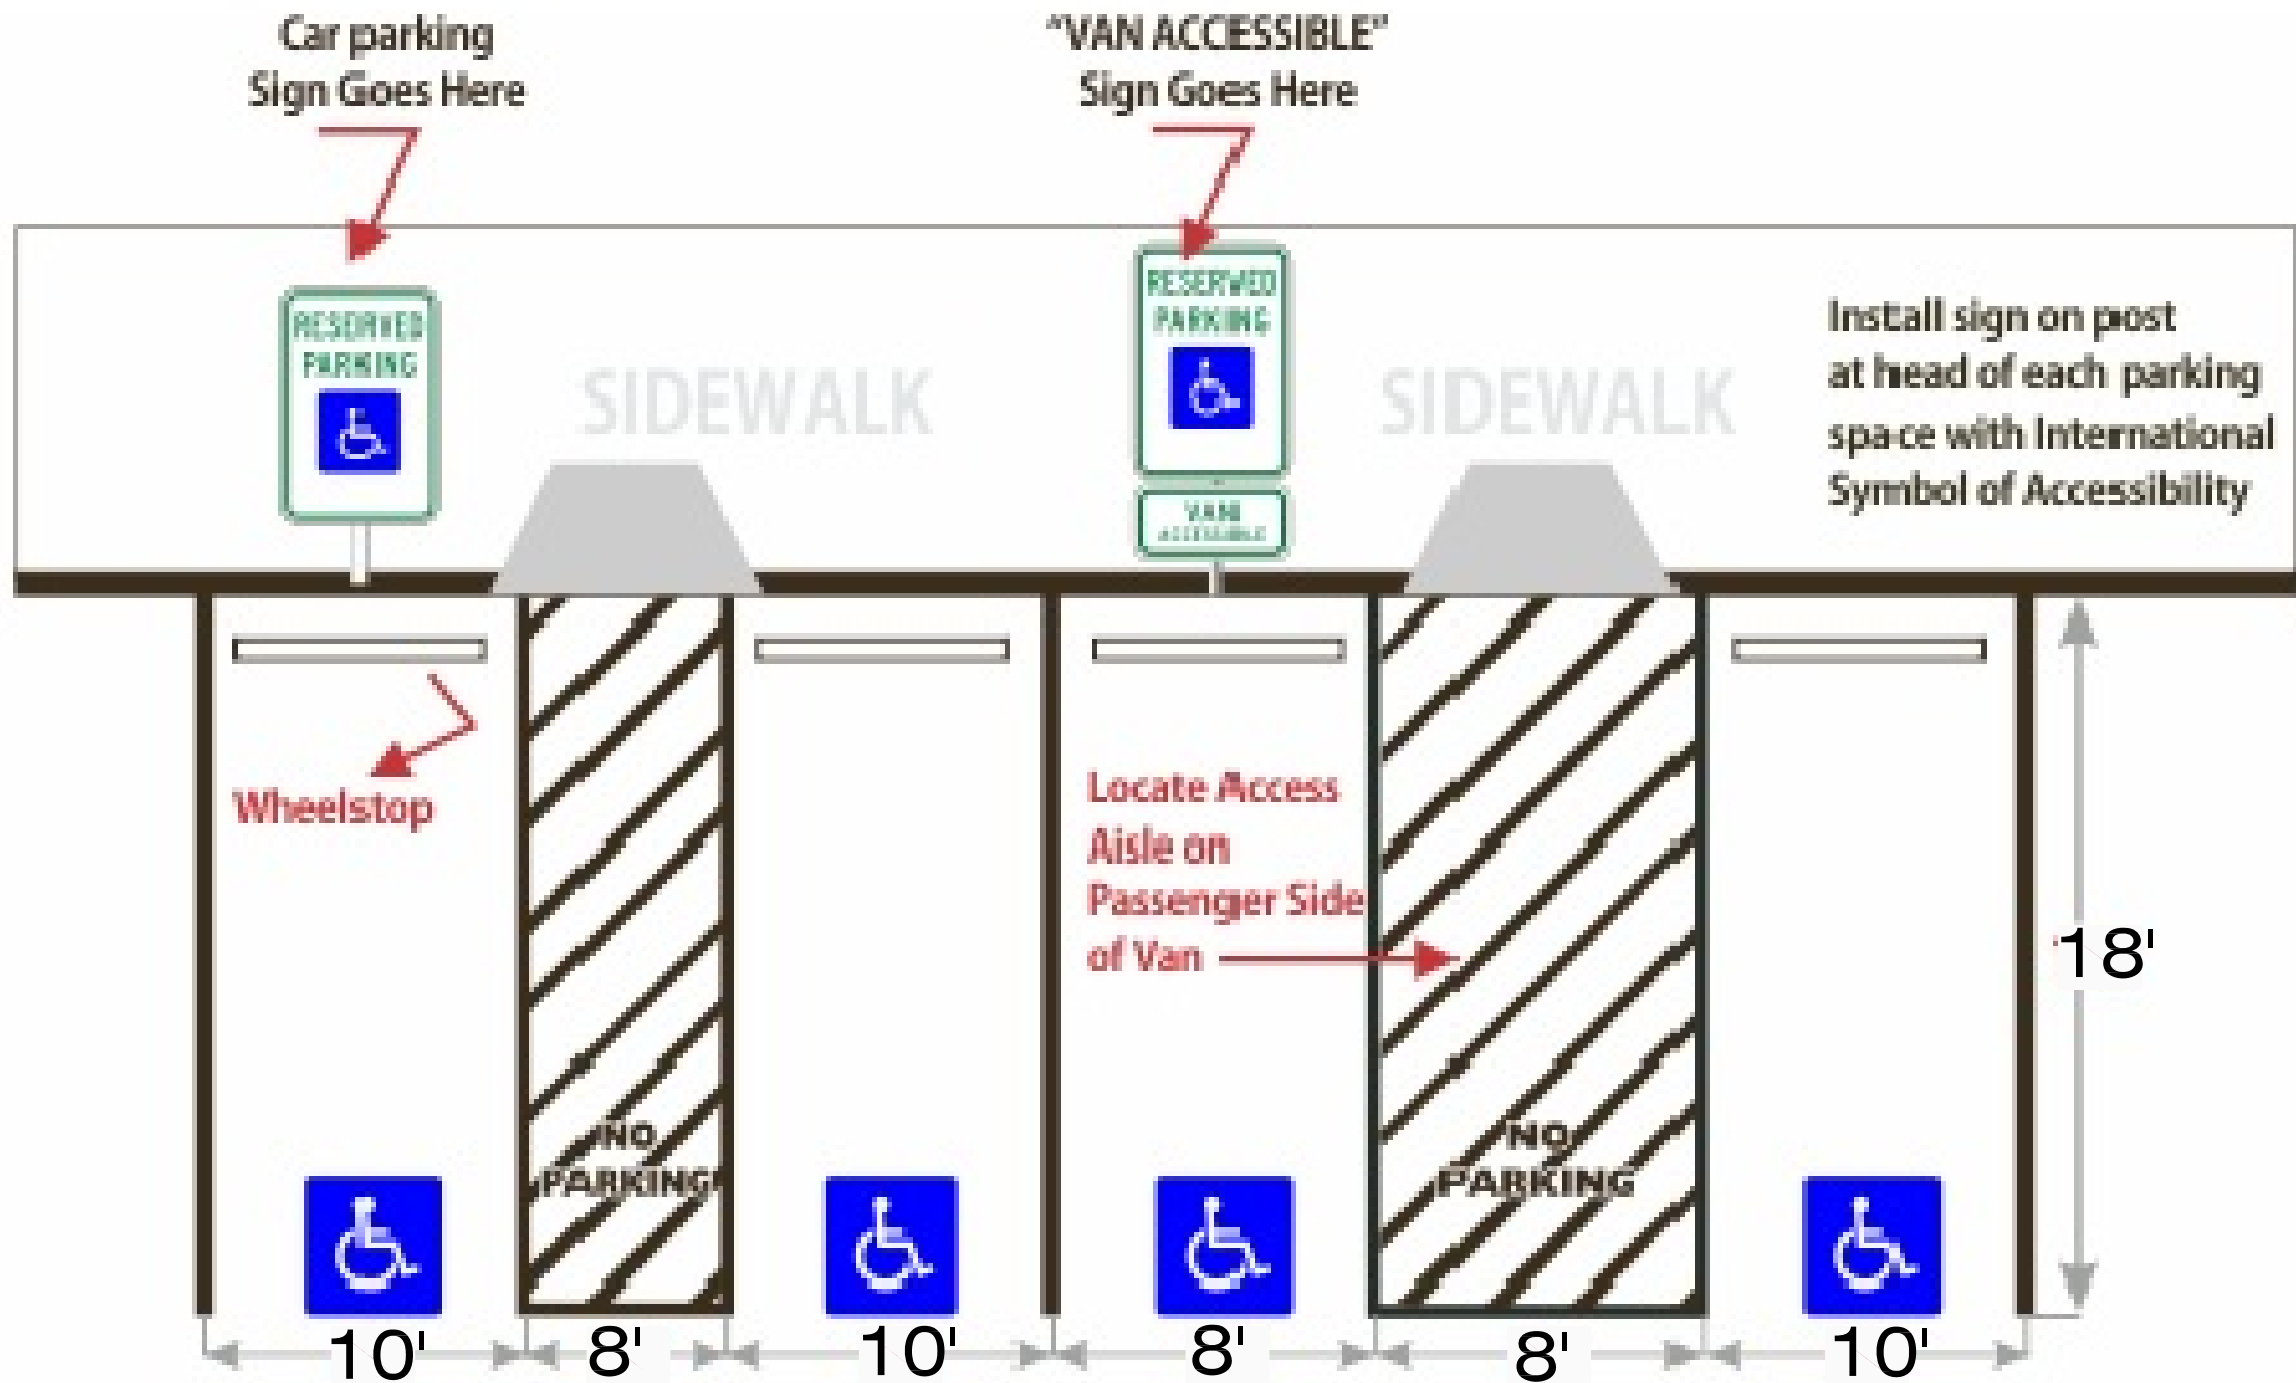 Car parking
Sign Goes Here
"VAN ACCESSIBLE"
Sign Goes Here
RESERVED
PARKING
RESERVED
PARKING
VAN
ACCESSIBLE
SIDEWALK
SIDEWALK
Install sign on post
at head of each parking
space with International
Symbol of Accessibility
Wheelstop
Locate Access
Aisle on
Passenger Side
of Van
18'
NO
PARKING
NO
PARKING
10'
8'
10'
8'
8'
10'